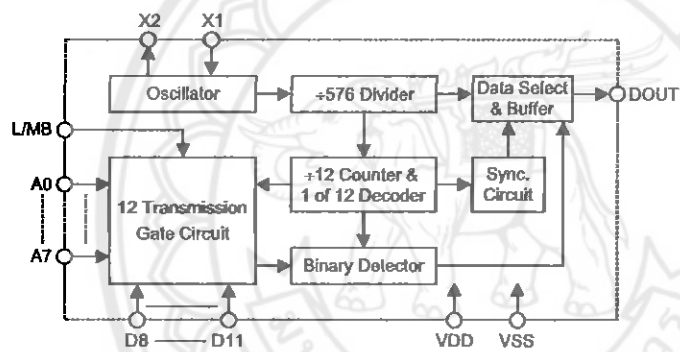 X2 X1
Oscillator
÷576 Divider
Data Select
& Buffer
DOUT
L/MB
A0
12 Transmission
Gate Circuit
÷12 Counter &
1 of 12 Decoder
Sync.
Circuit
A7
Binary Detector
D8 D11 VDD VSS